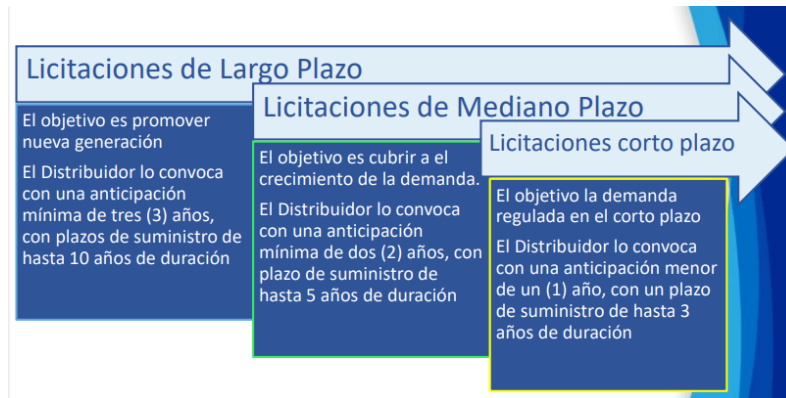 Licitaciones de Largo Plazo
El objetivo es promover
nueva generación
El Distribuidor lo convoca
con una anticipación
mínima de tres (3) años,
con plazos de suministro de
hasta 10 años de duración
Licitaciones de Mediano Plazo
El objetivo es cubrir a el
crecimiento de la demanda.
El Distribuidor lo convoca
con una anticipación
mínima de dos (2) años, con
plazo de suministro de
hasta 5 años de duración
Licitaciones corto plazo
El objetivo la demanda
regulada en el corto plazo
El Distribuidor lo convoca
con una anticipación menor
de un (1) año, con un plazo
de suministro de hasta 3
años de duración